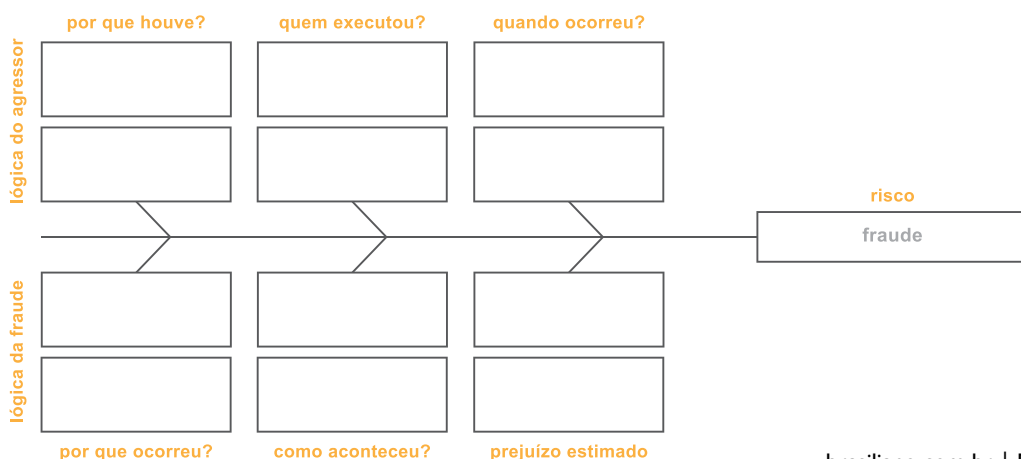 por que houve?
quem executou?
quando ocorreu?
lógica do agressor
risco
fraude
lógica da fraude
por que ocorreu?
como aconteceu?
prejuízo estimado